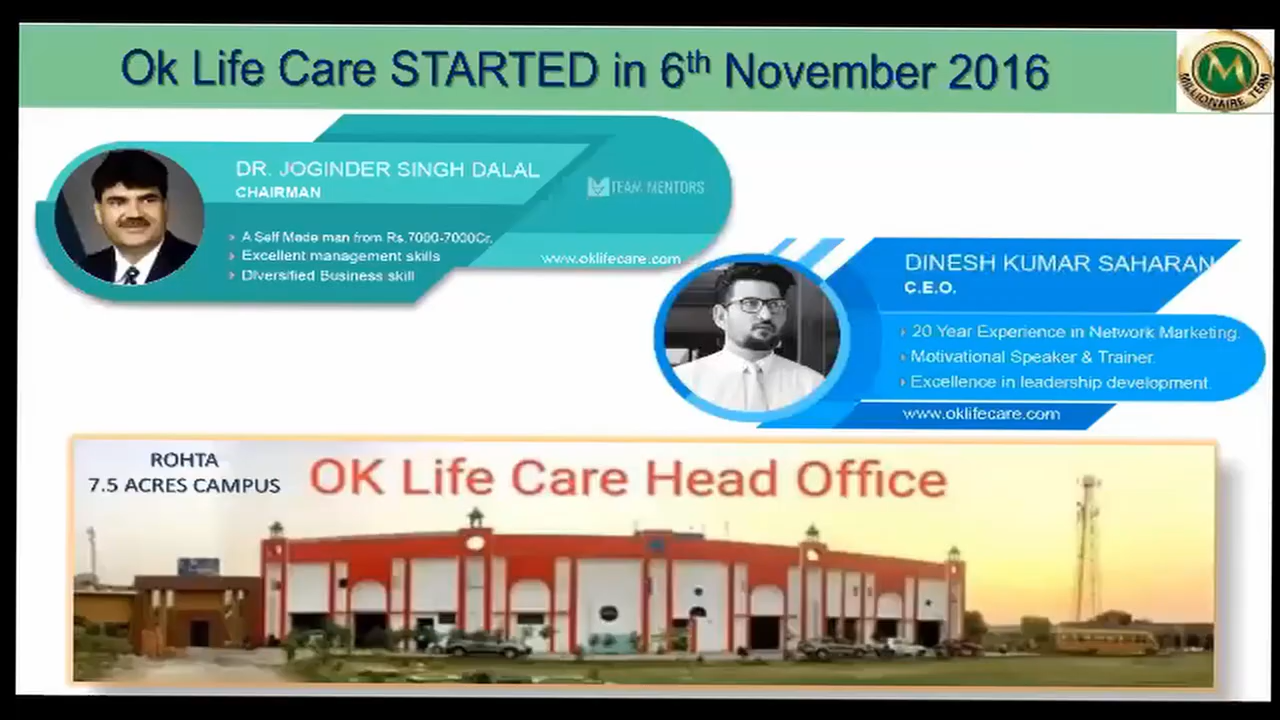 Ok Life Care STARTED in 6th November 2016
MILLIONAIRE TEAM
DR. JOGINDER SINGH DALAL
CHAIRMAN
TEAM MENTORS
A Self Made man from Rs.7000-7000Cr.
Excellent management skills
Diversified Business skill
www.oklifecare.com
DINESH KUMAR SAHARAN
C.E.O.
20 Year Experience in Network Marketing.
Motivational Speaker & Trainer.
Excellence in leadership development.
www.oklifecare.com
ROHTA
7.5 ACRES CAMPUS
OK Life Care Head Office